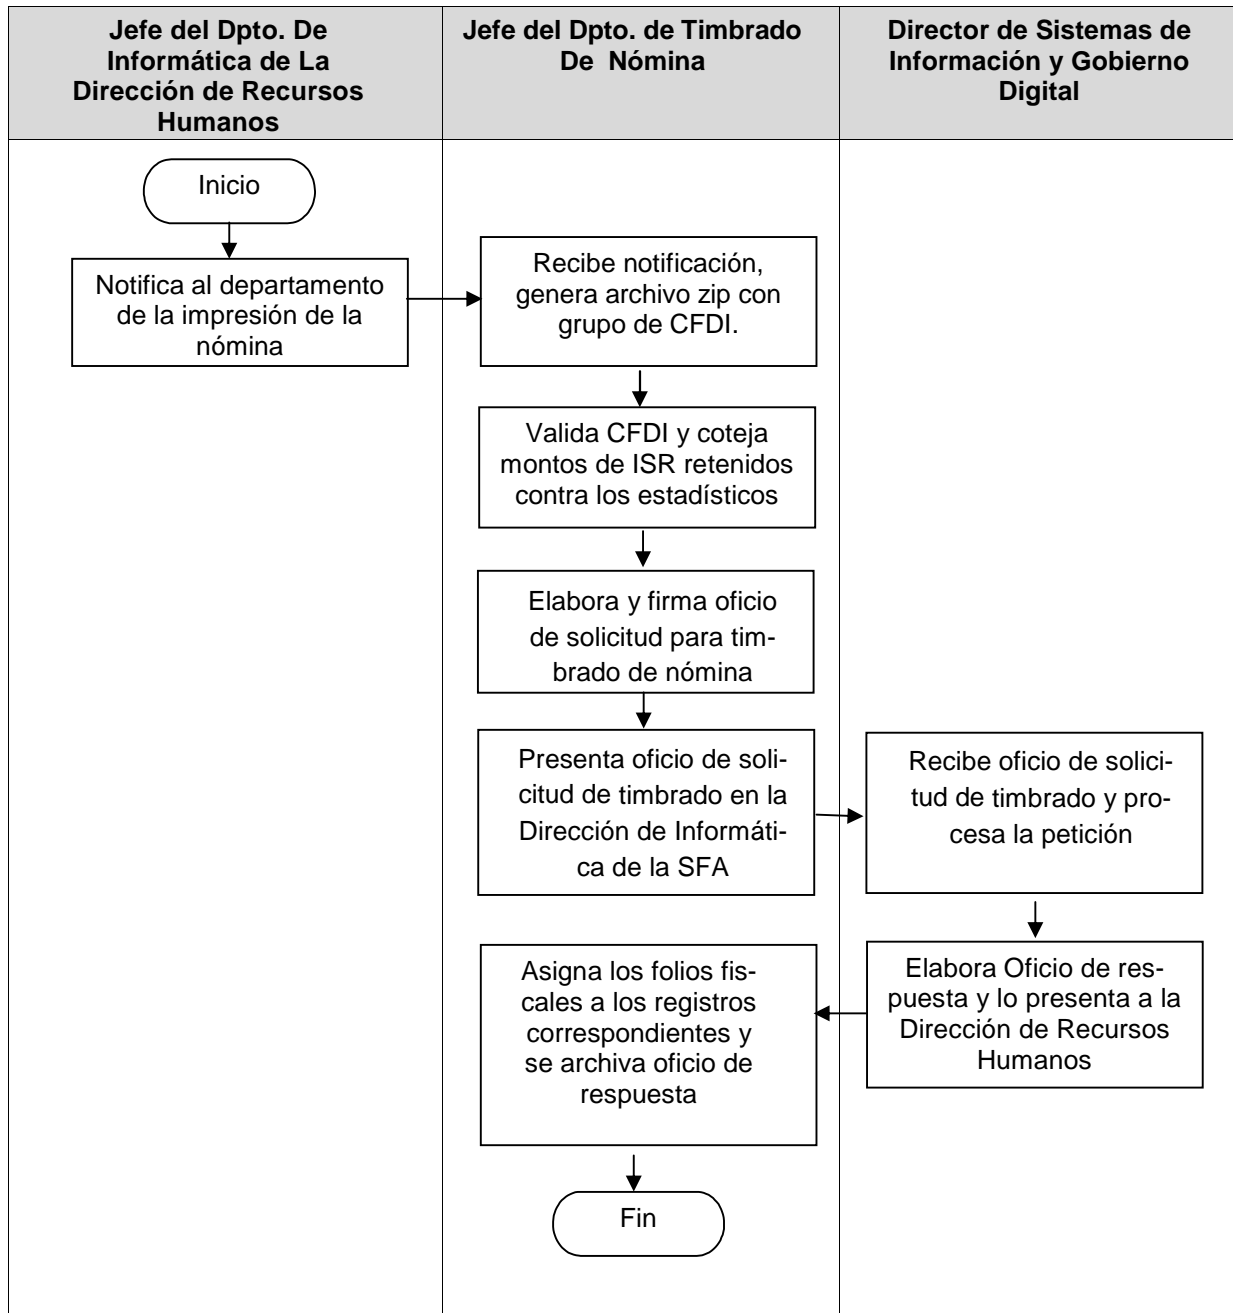 Jefe del Dpto. De
Informática de La
Dirección de Recursos
Humanos
Jefe del Dpto. de Timbrado
De Nómina
Director de Sistemas de
Información y Gobierno
Digital
Inicio
Notifica al departamento
de la impresión de la
nómina
Recibe notificación,
genera archivo zip con
grupo de CFDI.
Valida CFDI y coteja
montos de ISR retenidos
contra los estadísticos
Elabora y firma oficio
de solicitud para tim-
brado de nómina
Presenta oficio de soli-
citud de timbrado en la
Dirección de Informáti-
ca de la SFA
Recibe oficio de solici-
tud de timbrado y pro-
cesa la petición
Elabora Oficio de res-
puesta y lo presenta a la
Dirección de Recursos
Humanos
Asigna los folios fis-
cales a los registros
correspondientes y
se archiva oficio de
respuesta
Fin